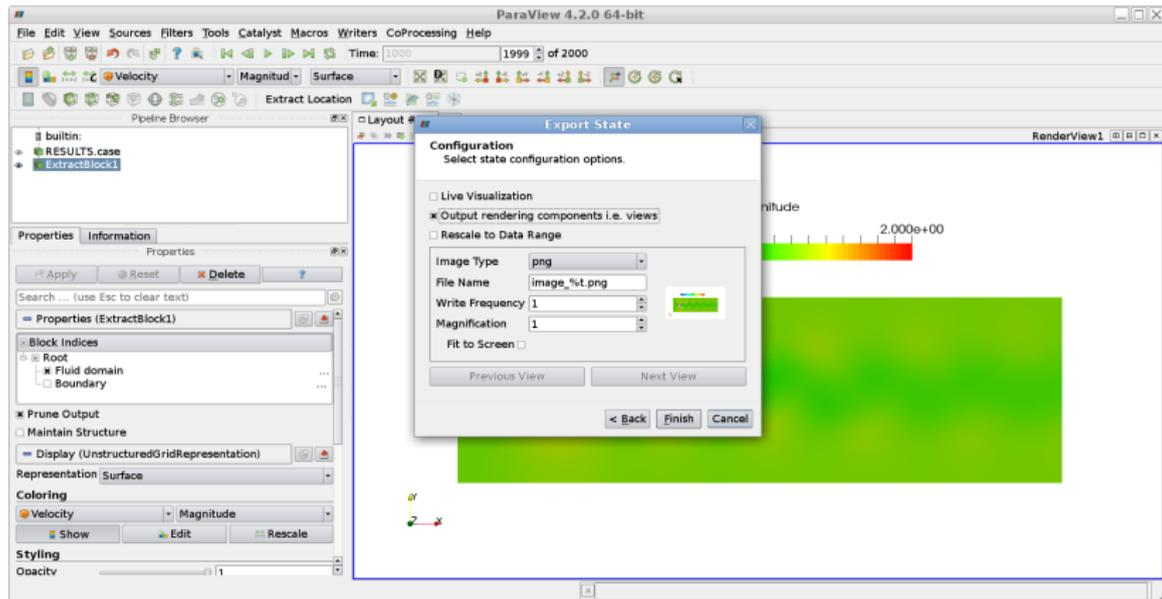 ParaView 4.2.0 64-bit
File Edit View Sources Filters Tools Catalyst Macros Writers CoProcessing Help
Time: 1000 1999 of 2000
Velocity Magnitud Surface
Extract Location
Pipeline Browser
builtin:
RESULTS.case
ExtractBlock1
Properties Information
Properties
Apply Reset Delete ?
Search ... (use Esc to clear text)
Properties (ExtractBlock1)
Block Indices
Root
Fluid domain ...
Boundary ...
Prune Output
Maintain Structure
Display (UnstructuredGridRepresentation)
Representation Surface
Coloring
Velocity Magnitude
Show Edit Rescale
Styling
Opacity 1
Layout #
RenderView1
Export State
Configuration
Select state configuration options.
Live Visualization
Output rendering components i.e. views
Rescale to Data Range
Image Type png
File Name image_%t.png
Write Frequency 1
Magnification 1
Fit to Screen
Previous View Next View
< Back Finish Cancel
nitude
2.000e+00
Y
Z X